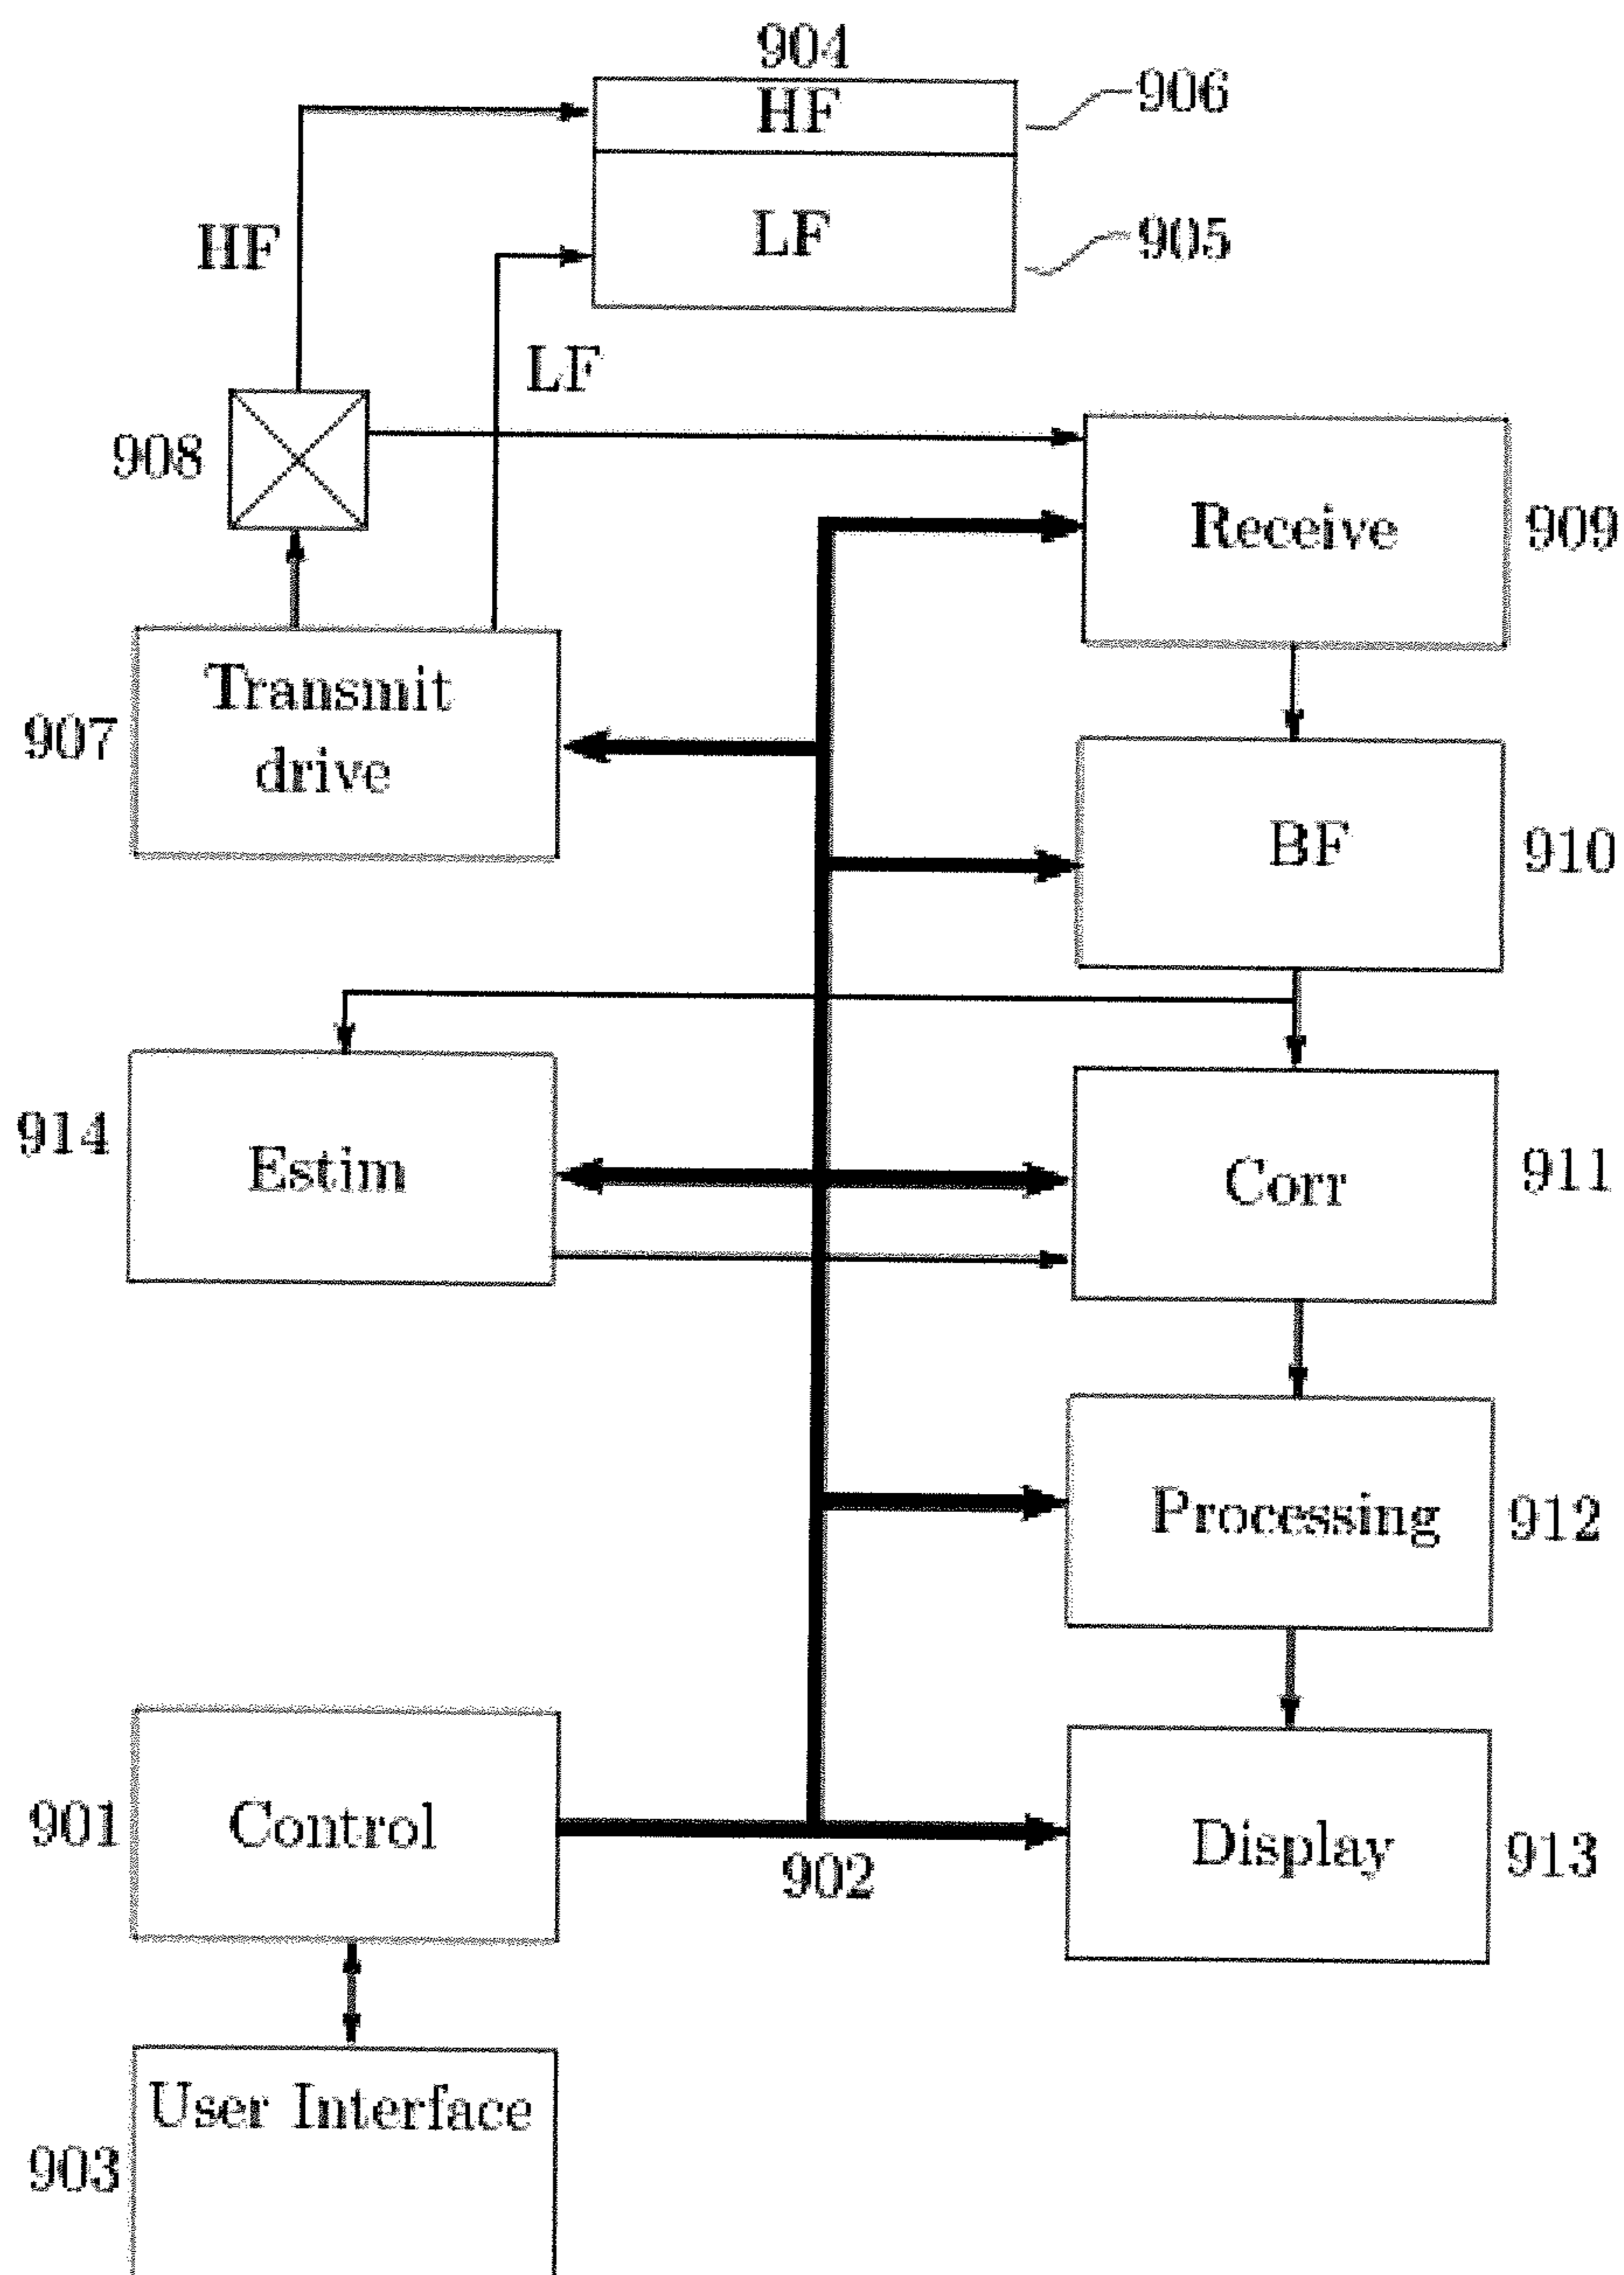 904
HF
906
LF
905
HF
LF
908
Receive
909
Transmit
drive
907
BF
910
914
Estim
Corr
911
Processing
912
901
Control
902
Display
913
User Interface
903